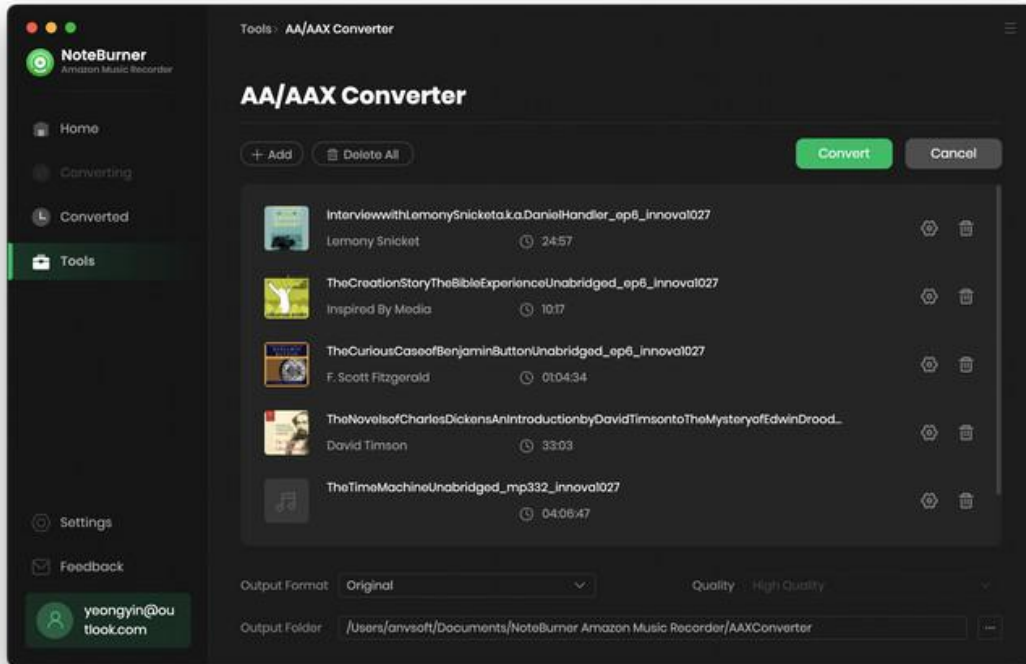 NoteBurner
Amazon Music Recorder
Home
Converting
Converted
Tools
Settings
Feedback
yeongyin@ou
tlook.com
Tools› AA/AAX Converter
AA/AAX Converter
+ Add
Delete All
Convert
Cancel
InterviewwithLemonySnicketa.k.a.DanielHandler_ep6_innova1027
Lemony Snicket 24:57
TheCreationStoryTheBibleExperienceUnabridged_ep6_innova1027
Inspired By Media 10:17
TheCuriousCaseofBenjaminButtonUnabridged_ep6_innova1027
F. Scott Fitzgerald 01:04:34
TheNovelsofCharlesDickensAnIntroductionbyDavidTimsontoTheMysteryofEdwinDrood...
David Timson 33:03
TheTimeMachineUnabridged_mp332_innova1027
04:06:47
Output Format Original Quality High Quality
Output Folder /Users/anvsoft/Documents/NoteBurner Amazon Music Recorder/AAXConverter ...